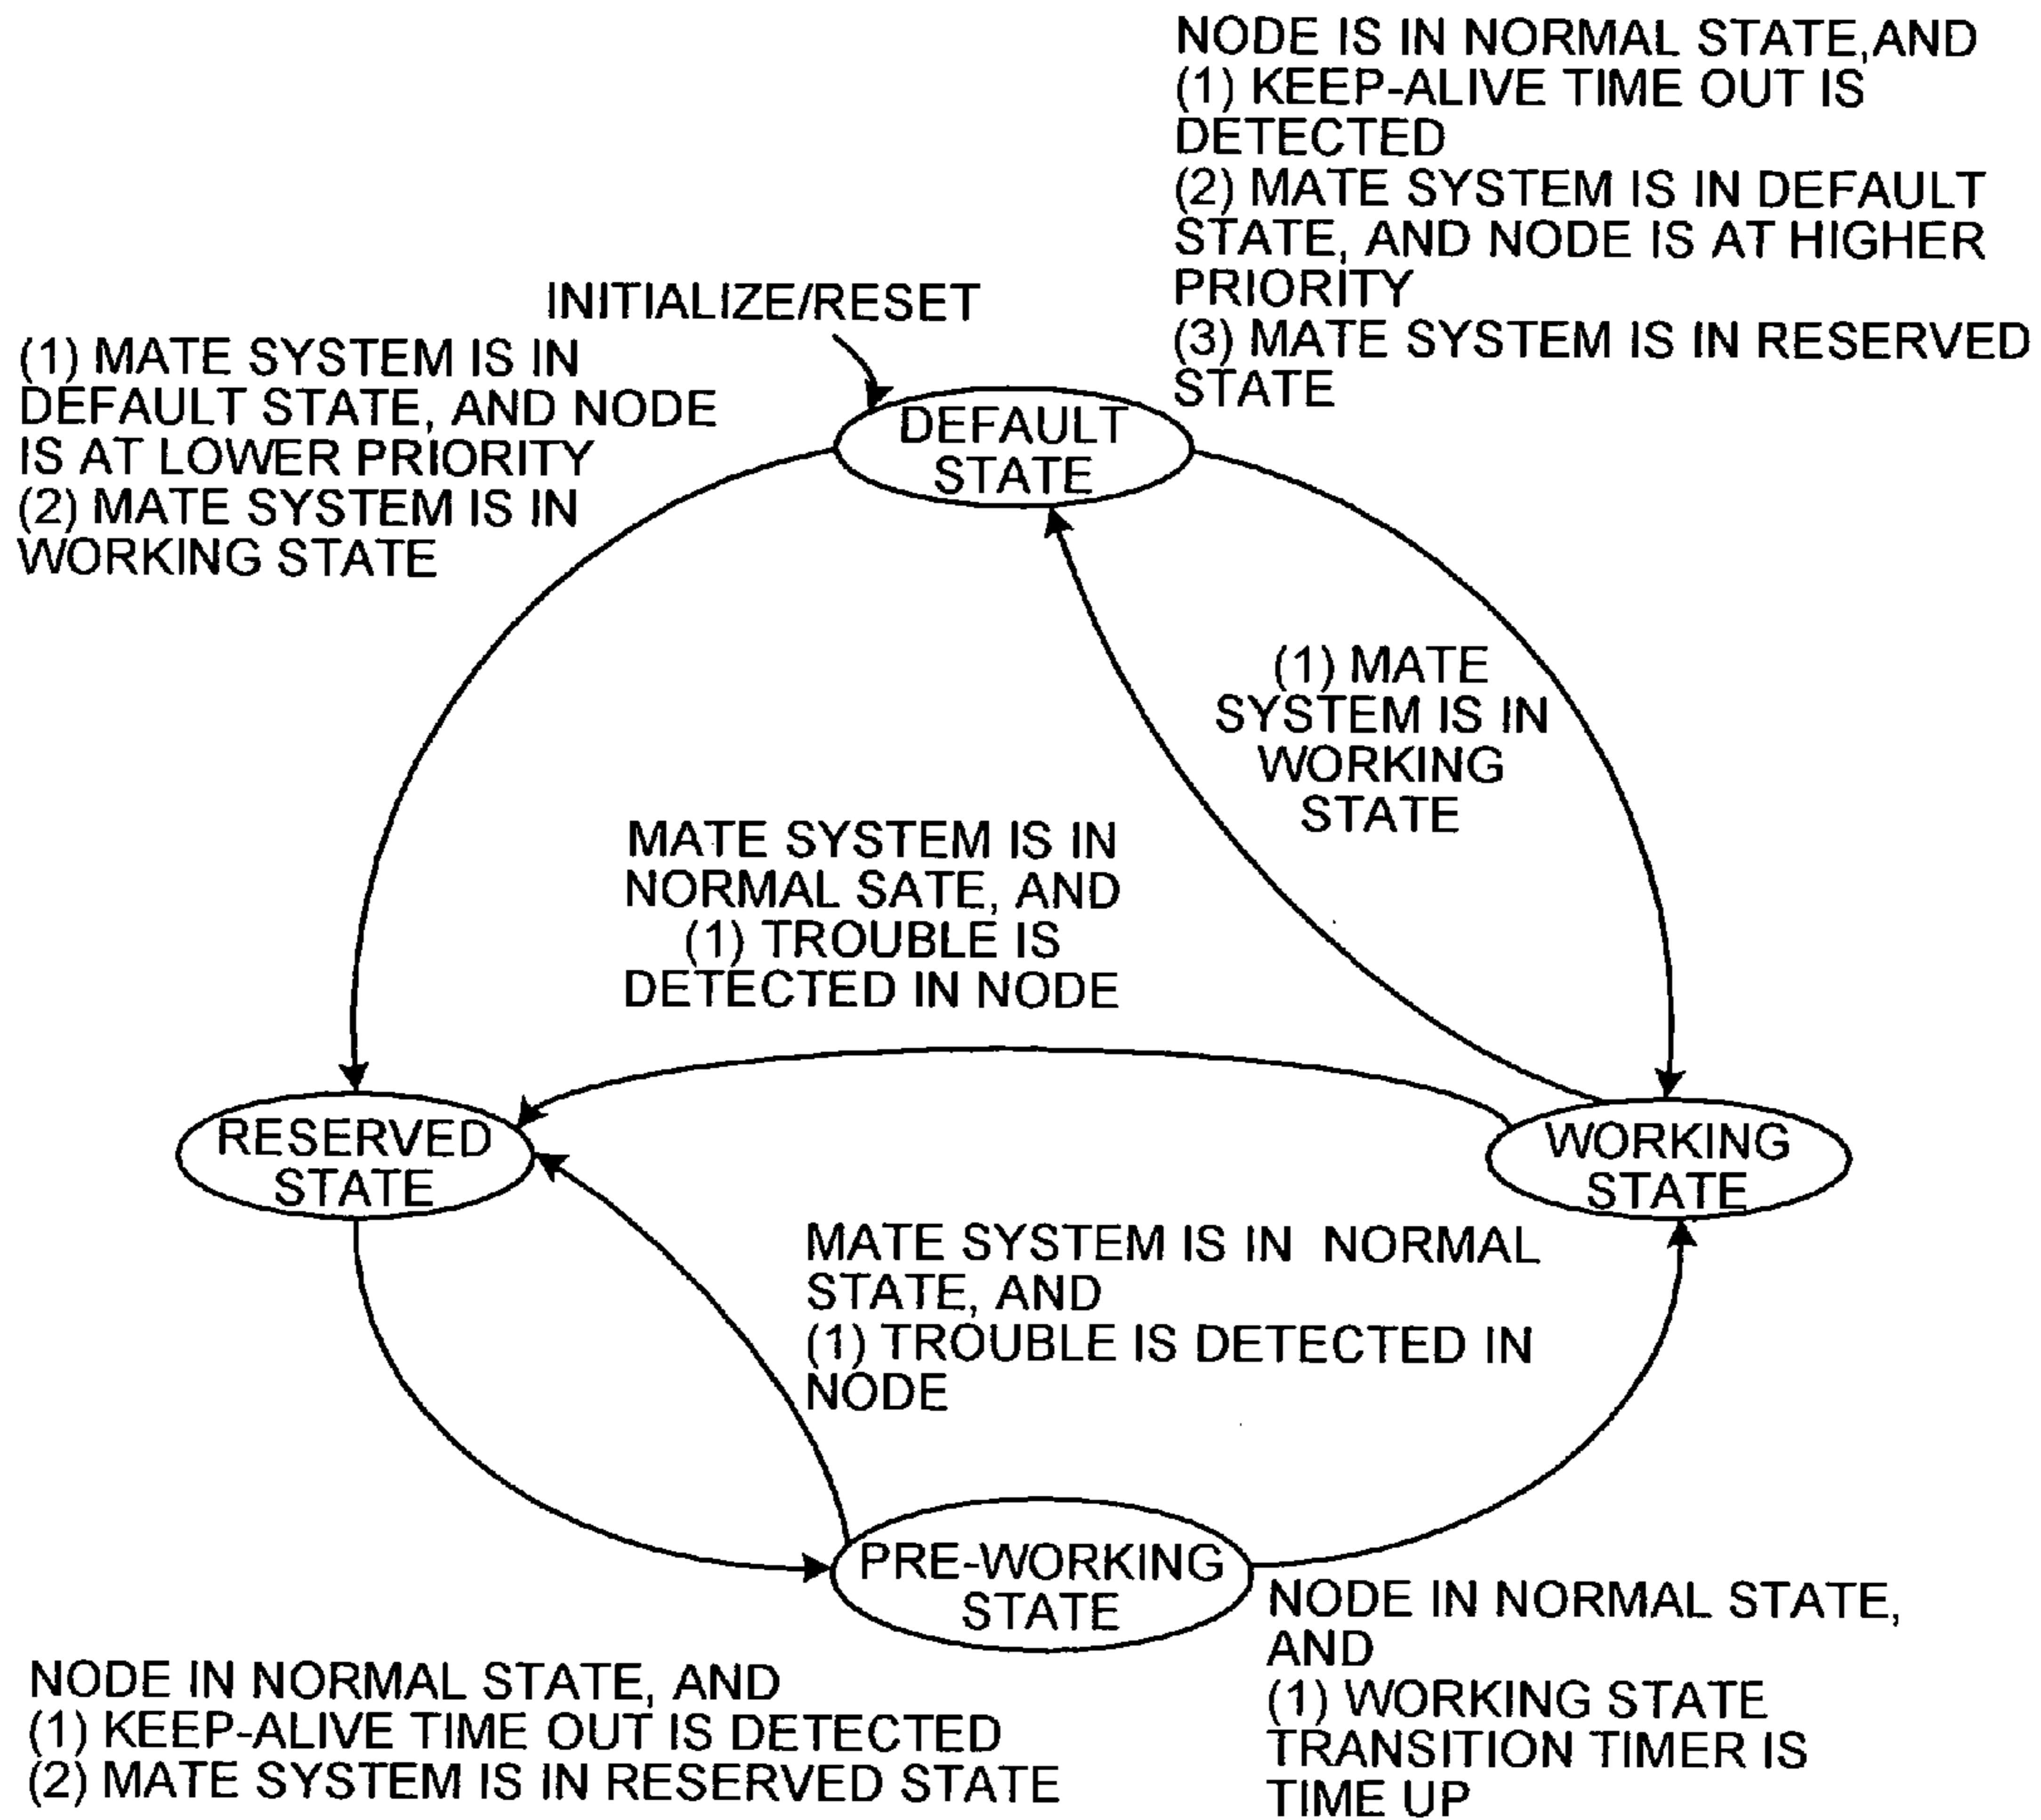 NODE IS IN NORMAL STATE, AND
(1) KEEP-ALIVE TIME OUT IS
DETECTED
(2) MATE SYSTEM IS IN DEFAULT
STATE, AND NODE IS AT HIGHER
PRIORITY
(3) MATE SYSTEM IS IN RESERVED
STATE
INITIALIZE/RESET
(1) MATE SYSTEM IS IN
DEFAULT STATE, AND NODE
IS AT LOWER PRIORITY
(2) MATE SYSTEM IS IN
WORKING STATE
DEFAULT
STATE
(1) MATE
SYSTEM IS IN
WORKING
STATE
MATE SYSTEM IS IN
NORMAL SATE, AND
(1) TROUBLE IS
DETECTED IN NODE
RESERVED
STATE
WORKING
STATE
MATE SYSTEM IS IN NORMAL
STATE, AND
(1) TROUBLE IS DETECTED IN
NODE
PRE-WORKING
STATE
NODE IN NORMAL STATE,
AND
(1) WORKING STATE
TRANSITION TIMER IS
TIME UP
NODE IN NORMAL STATE, AND
(1) KEEP-ALIVE TIME OUT IS DETECTED
(2) MATE SYSTEM IS IN RESERVED STATE